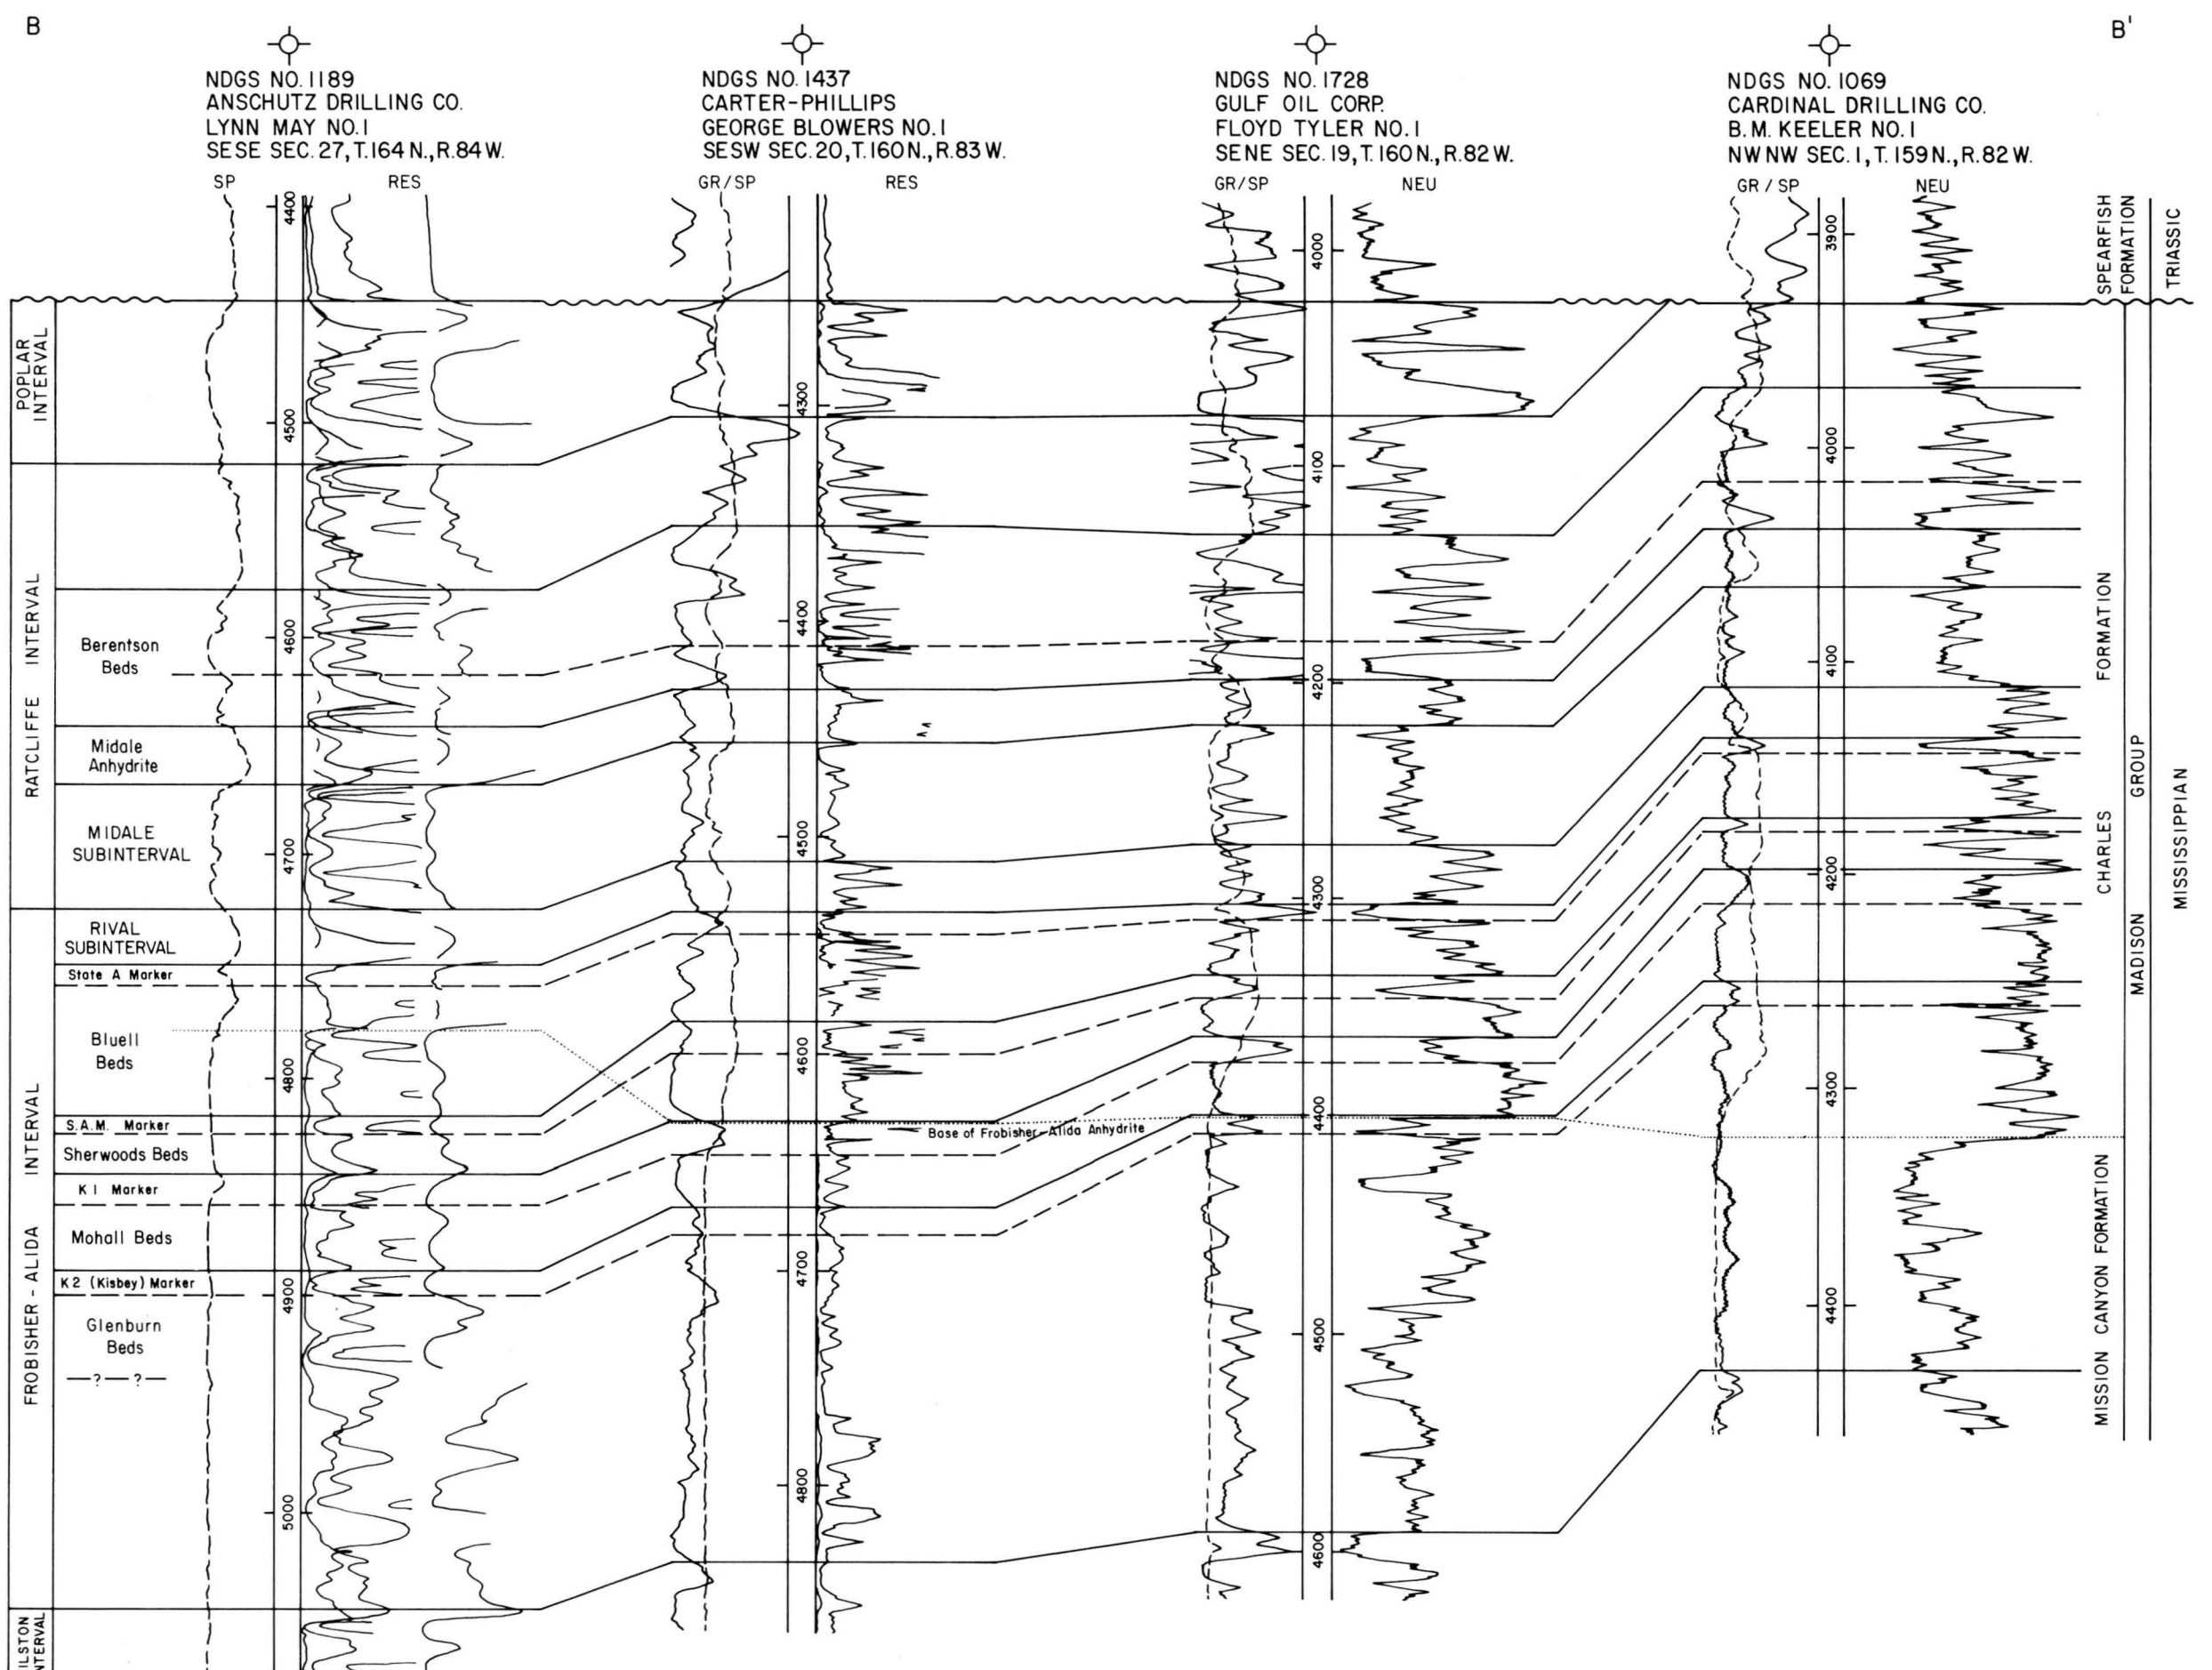 B
B'
NDGS NO. 1189
ANSCHUTZ DRILLING CO.
LYNN MAY NO. 1
SESE SEC. 27, T. 164 N., R. 84 W.
NDGS NO. 1437
CARTER-PHILLIPS
GEORGE BLOWERS NO. 1
SESW SEC. 20, T. 160 N., R. 83 W.
NDGS NO. 1728
GULF OIL CORP.
FLOYD TYLER NO. 1
SENE SEC. 19, T. 160 N., R. 82 W.
NDGS NO. 1069
CARDINAL DRILLING CO.
B.M. KEELER NO. 1
NWNW SEC. 1, T. 159 N., R. 82 W.
SP
RES
GR/SP
RES
GR/SP
NEU
GR / SP
NEU
4400
4500
4600
4700
4800
4900
5000
4300
4400
4500
4600
4700
4800
4000
4100
4200
4300
4400
4500
4600
3900
4000
4100
4200
4300
4400
POPLAR
INTERVAL
RATCLIFFE INTERVAL
FROBISHER - ALIDA INTERVAL
ILSTON
NTERVAL
Berentson
Beds
Midale
Anhydrite
MIDALE
SUBINTERVAL
RIVAL
SUBINTERVAL
State A Marker
Bluell
Beds
S.A.M. Marker
Sherwoods Beds
K1 Marker
Mohall Beds
K2 (Kisbey) Marker
Glenburn
Beds
—?—?—
Base of Frobisher-Alida Anhydrite
SPEARFISH
FORMATION
TRIASSIC
CHARLES FORMATION
MISSION CANYON FORMATION
MADISON GROUP
MISSISSIPPIAN